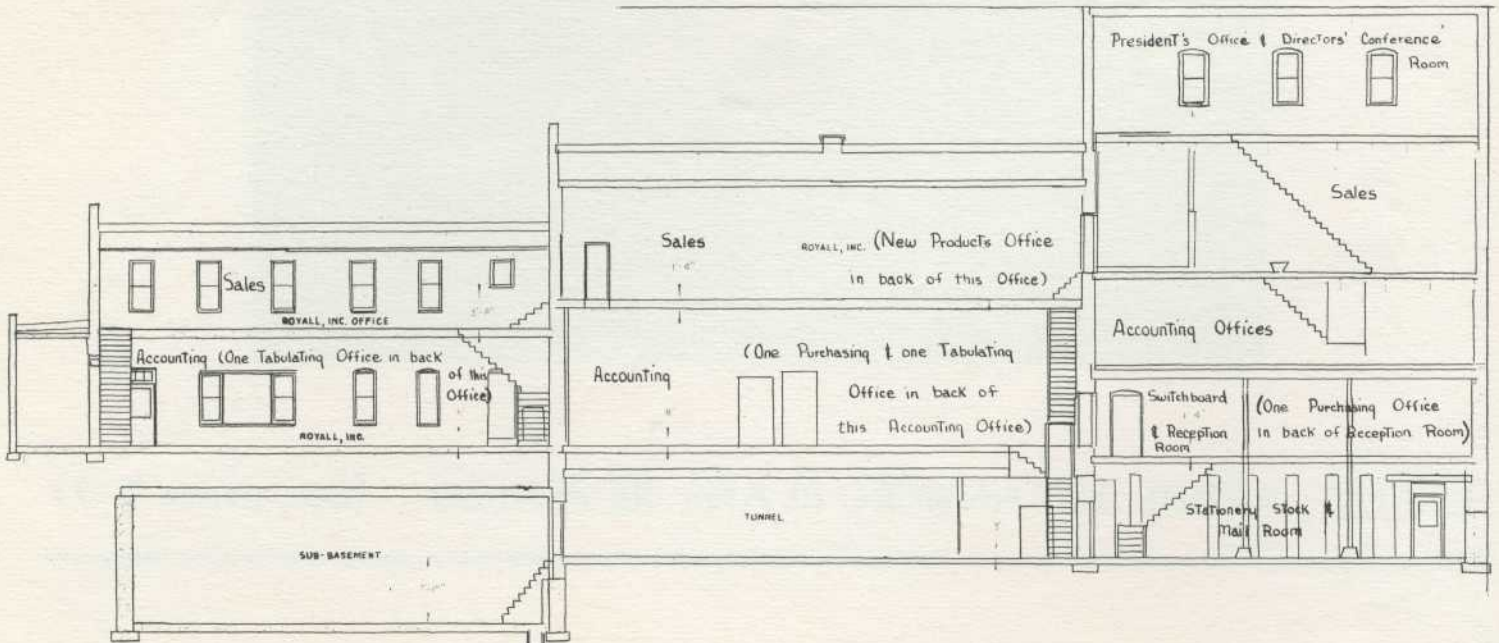 President's Office & Directors' Conference
Room
Sales
Sales
ROYALL, INC. (New Products Office
in back of this Office)
Sales
ROYALL, INC. OFFICE
Accounting Offices
Accounting (One Tabulating Office in back
of this
Office)
ROYALL, INC.
Accounting
(One Purchasing & one Tabulating
Office in back of
this Accounting Office)
Switchboard
& Reception
Room
(One Purchasing Office
in back of Reception Room)
Stationery Stock &
Mail Room
TUNNEL
SUB-BASEMENT